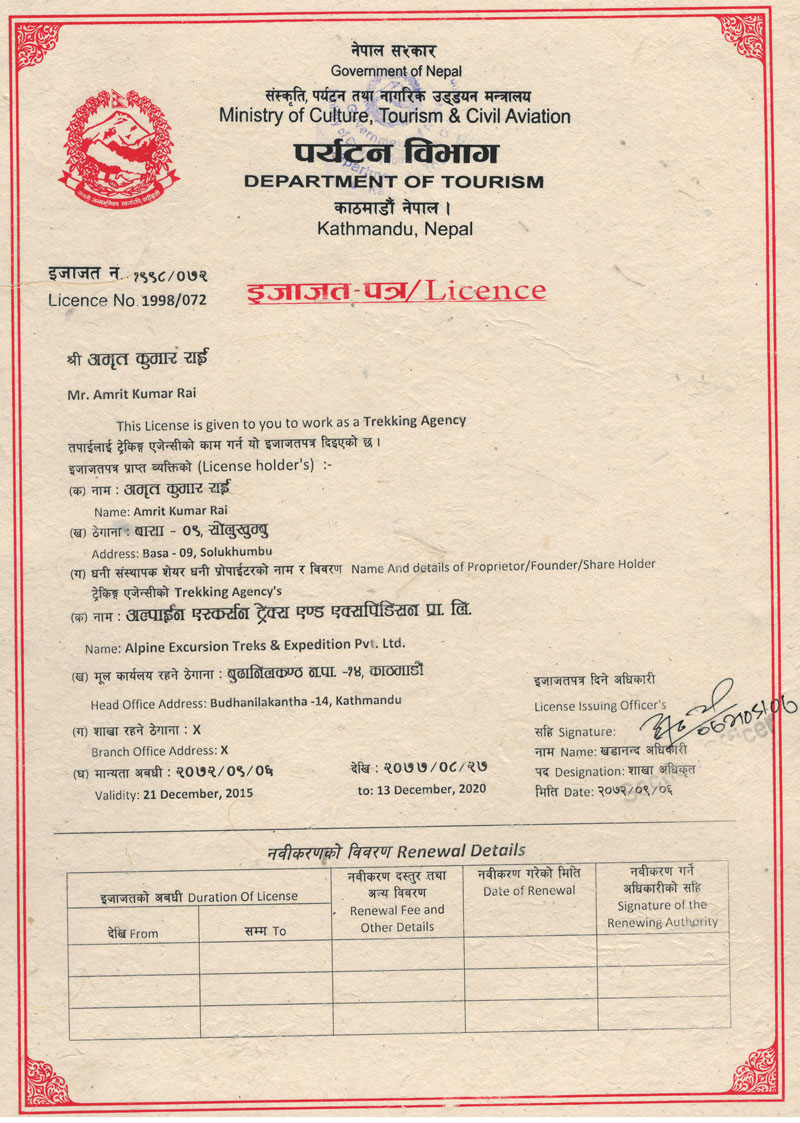 नेपाल सरकार
Government of Nepal
संस्कृति, पर्यटन तथा नागरिक उड्डयन मन्त्रालय
Ministry of Culture, Tourism & Civil Aviation
पर्यटन विभाग
DEPARTMENT OF TOURISM
काठमाडौं नेपाल ।
Kathmandu, Nepal
इजाजत नं. १९९८/०७२
Licence No. 1998/072
इजाजत-पत्र/Licence
श्री अमृत कुमार राई
Mr. Amrit Kumar Rai
This License is given to you to work as a Trekking Agency
तपाईलाई ट्रेकिङ्ग एजेन्सीको काम गर्न यो इजाजतपत्र दिइएको छ ।
इजाजतपत्र प्राप्त व्यक्तिको (License holder's) :-
(क) नाम : अमृत कुमार राई
Name: Amrit Kumar Rai
(ख) ठेगाना : बासा - ०९, सोलुखुम्बु
Address: Basa - 09, Solukhumbu
(ग) धनी संस्थापक शेयर धनी प्रोपाईटरको नाम र विवरण Name And details of Proprietor/Founder/Share Holder
ट्रेकिङ्ग एजेन्सीको Trekking Agency's
(क) नाम : अल्पाईन एस्कर्सन ट्रेक्स एण्ड एक्सपिडिसन प्रा. लि.
Name: Alpine Excursion Treks & Expedition Pvt. Ltd.
(ख) मूल कार्यलय रहने ठेगाना : बुढानिलकण्ठ न.पा. -१४, काठमाडौं
Head Office Address: Budhanilakantha -14, Kathmandu
(ग) शाखा रहने ठेगाना : X
Branch Office Address: X
(घ) मान्यता अबधी : २०७२/०९/०६ देखि : २०७७/०८/२७
Validity: 21 December, 2015 to: 13 December, 2020
इजाजतपत्र दिने अधिकारी
License Issuing Officer's
सहि Signature:
नाम Name: खडानन्द अधिकारी
पद Designation: शाखा अधिकृत
मिति Date: २०७२/०९/०६
नवीकरणको विवरण Renewal Details
इजाजतको अबधी Duration Of License
देखि From
सम्म To
नवीकरण दस्तुर तथा
अन्य विवरण
Renewal Fee and
Other Details
नवीकरण गरेको मिति
Date of Renewal
नवीकरण गर्ने
अधिकारीको सहि
Signature of the
Renewing Authority